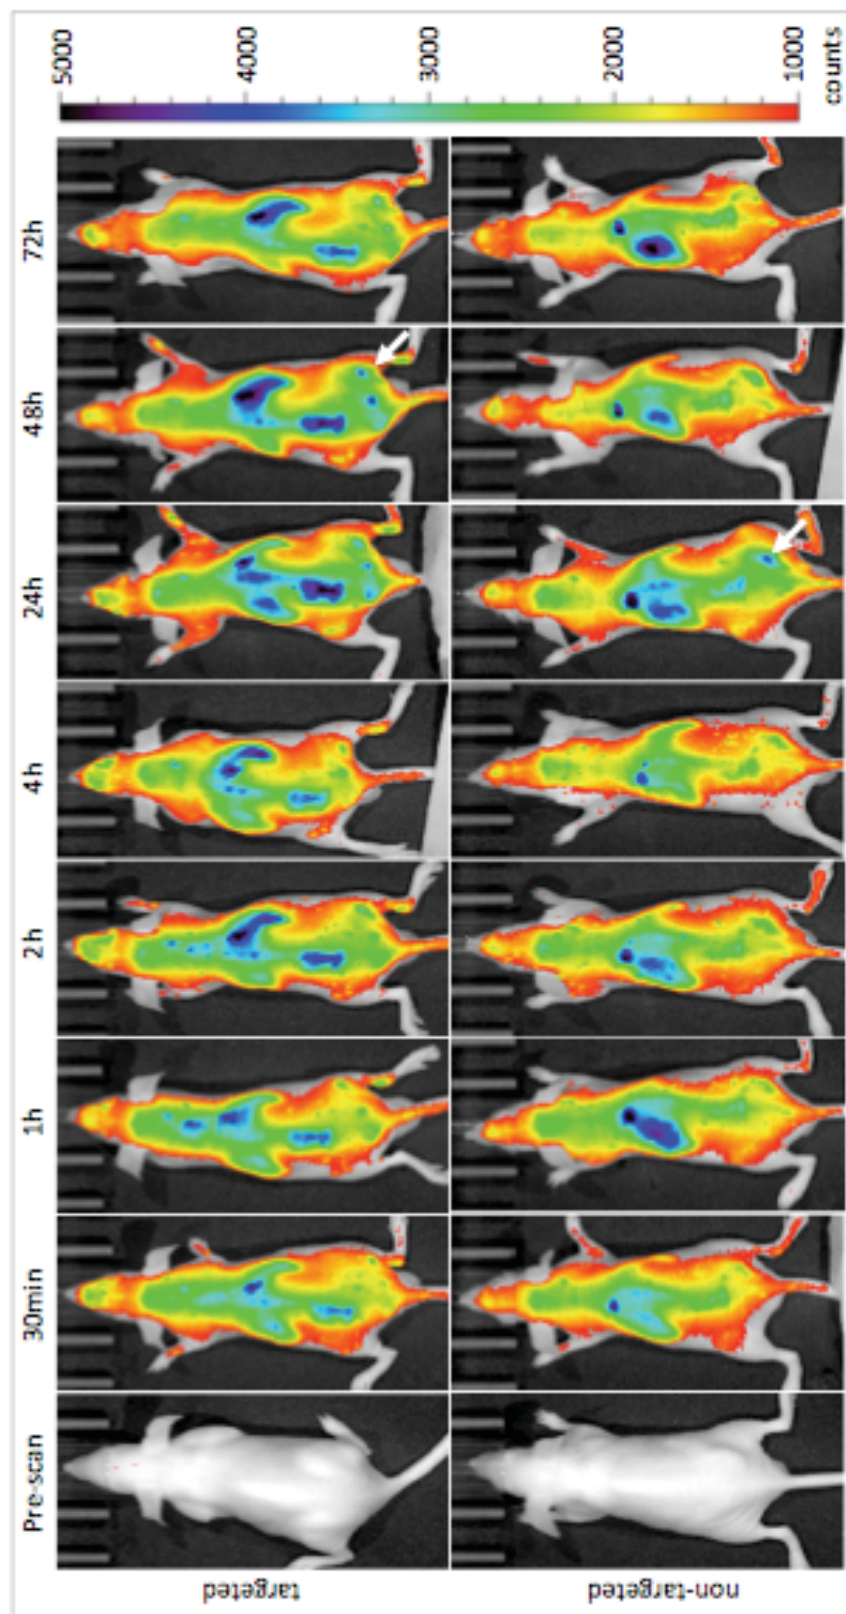 Pre-scan 30min 1h 2h 4h 24h 48h 72h
targeted
non-targeted
5000
4000
3000
2000
1000
counts